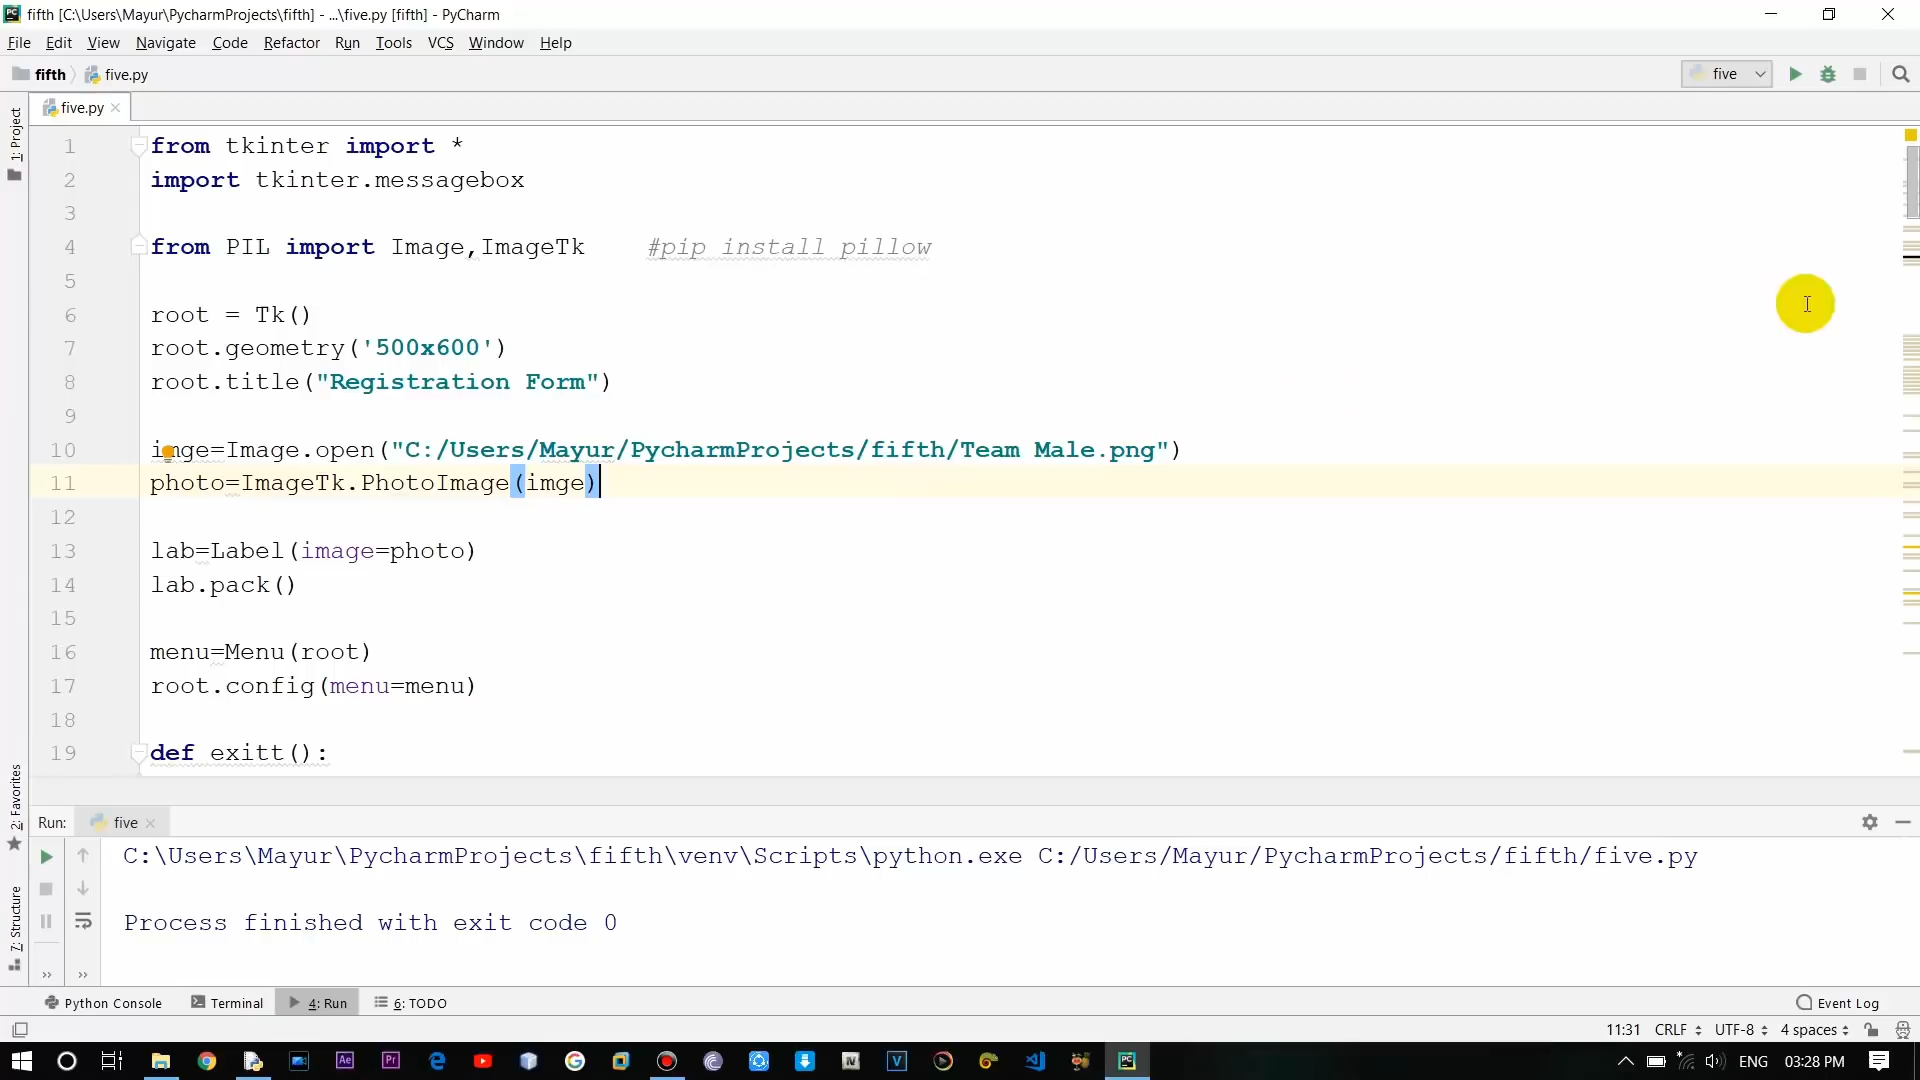 fifth [C:\Users\Mayur\PycharmProjects\fifth] - ...\five.py [fifth] - PyCharm
File Edit View Navigate Code Refactor Run Tools VCS Window Help
fifth five.py
five
five.py
1: Project
1 from tkinter import *
2 import tkinter.messagebox
3
4 from PIL import Image,ImageTk #pip install pillow
5
6 root = Tk()
7 root.geometry('500x600')
8 root.title("Registration Form")
9
10 imge=Image.open("C:/Users/Mayur/PycharmProjects/fifth/Team Male.png")
11 photo=ImageTk.PhotoImage(imge)
12
13 lab=Label(image=photo)
14 lab.pack()
15
16 menu=Menu(root)
17 root.config(menu=menu)
18
19 def exitt():
2: Favorites
7: Structure
Run: five
C:\Users\Mayur\PycharmProjects\fifth\venv\Scripts\python.exe C:/Users/Mayur/PycharmProjects/fifth/five.py
Process finished with exit code 0
Python Console Terminal 4: Run 6: TODO Event Log
11:31 CRLF UTF-8 4 spaces
Ae Pr V ENG 03:28 PM